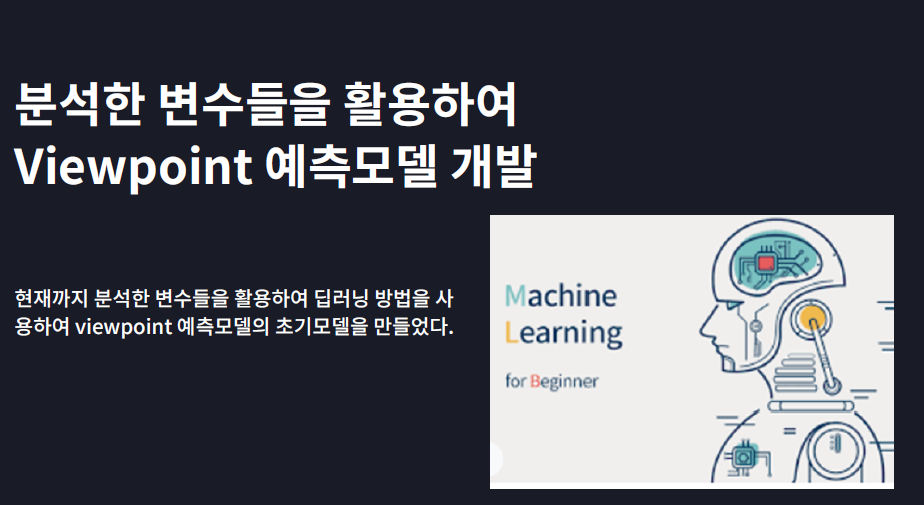 분석한 변수들을 활용하여
Viewpoint 예측모델 개발
현재까지 분석한 변수들을 활용하여 딥러닝 방법을 사
용하여 viewpoint 예측모델의 초기모델을 만들었다.
Machine
Learning
for Beginner